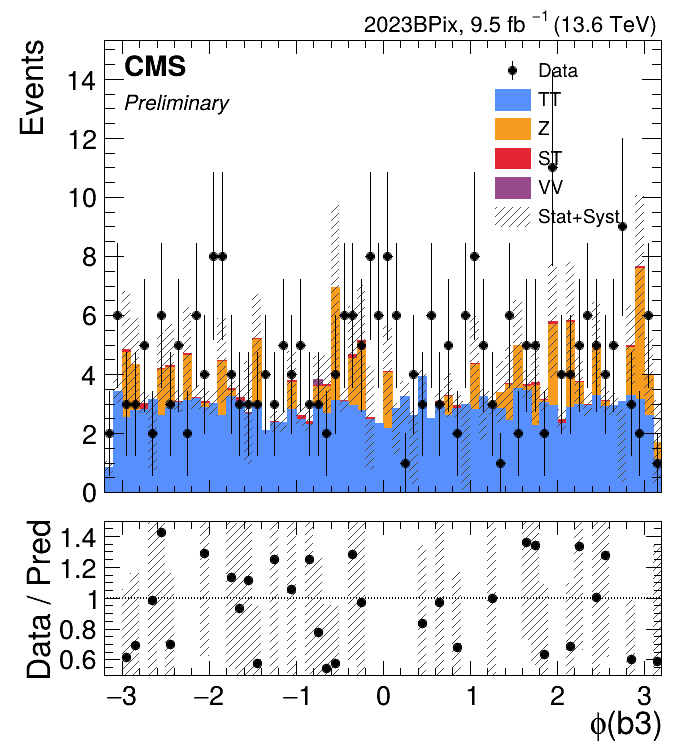 2023BPix, 9.5 fb⁻¹ (13.6 TeV)
CMS
Preliminary
Data
TT
Z
ST
VV
Stat+Syst.
Events
14
12
10
8
6
4
2
0
Data / Pred
1.4
1.2
1
0.8
0.6
−3 −2 −1 0 1 2 3
ϕ(b3)